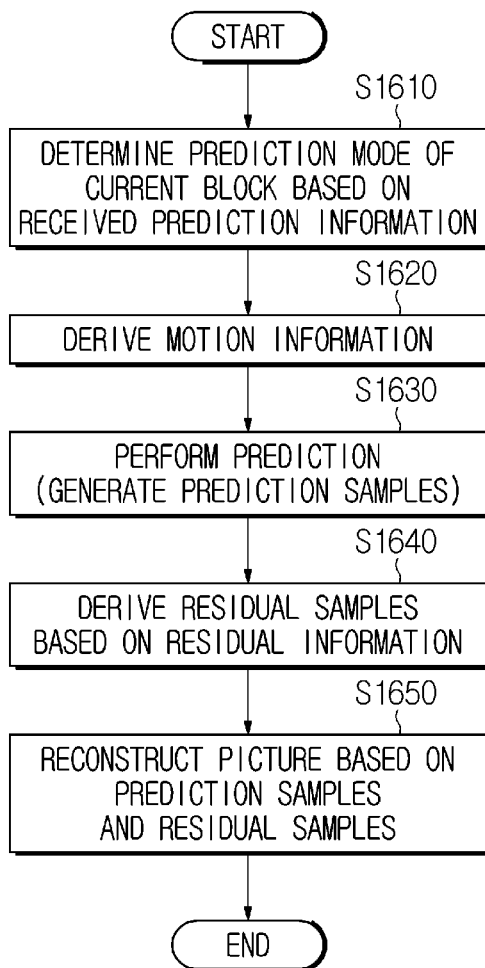 START
S1610
DETERMINE PREDICTION MODE OF
CURRENT BLOCK BASED ON
RECEIVED PREDICTION INFORMATION
S1620
DERIVE MOTION INFORMATION
S1630
PERFORM PREDICTION
(GENERATE PREDICTION SAMPLES)
S1640
DERIVE RESIDUAL SAMPLES
BASED ON RESIDUAL INFORMATION
S1650
RECONSTRUCT PICTURE BASED ON
PREDICTION SAMPLES
AND RESIDUAL SAMPLES
END